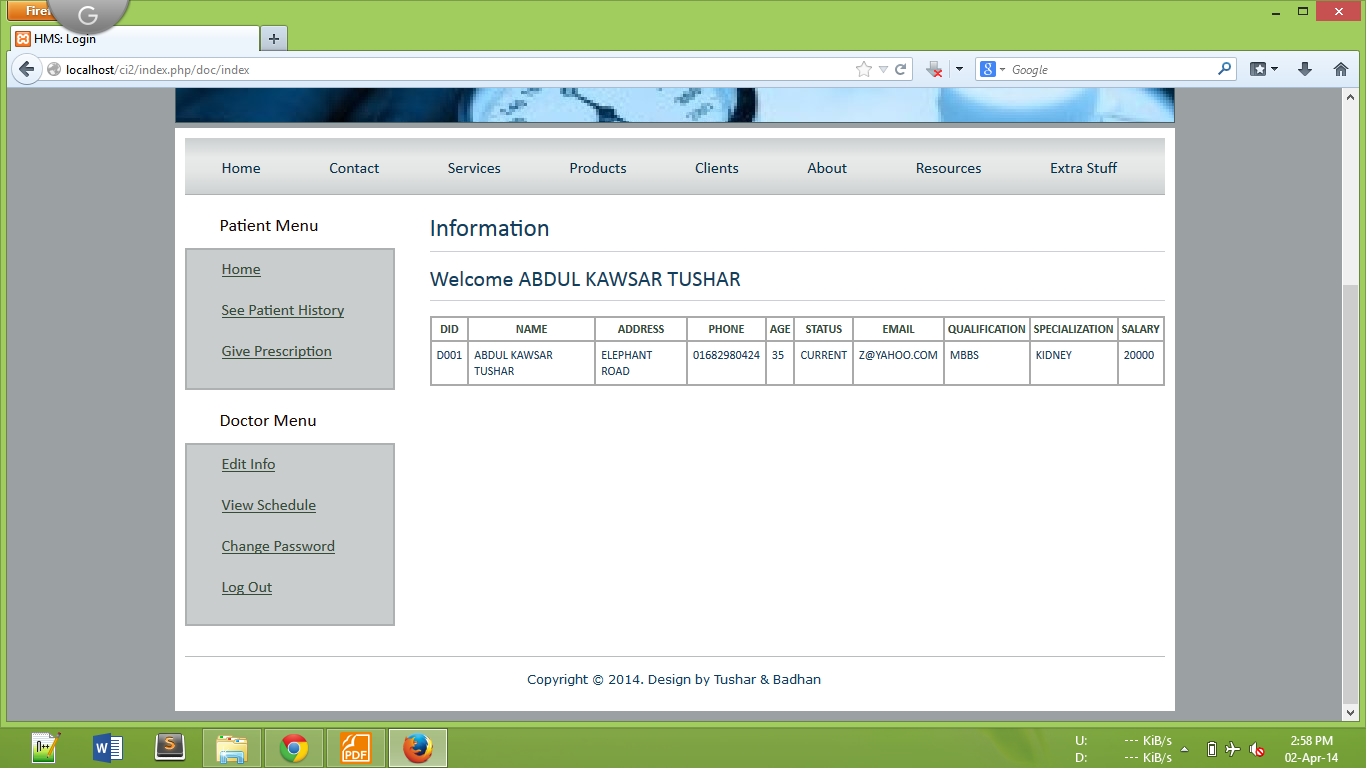 Firef
G
HMS: Login
localhost/ci2/index.php/doc/index
Google
Home Contact Services Products Clients About Resources Extra Stuff
Patient Menu
Home
See Patient History
Give Prescription
Doctor Menu
Edit Info
View Schedule
Change Password
Log Out
Information
Welcome ABDUL KAWSAR TUSHAR
DID NAME ADDRESS PHONE AGE STATUS EMAIL QUALIFICATION SPECIALIZATION SALARY
D001 ABDUL KAWSAR TUSHAR ELEPHANT ROAD 01682980424 35 CURRENT Z@YAHOO.COM MBBS KIDNEY 20000
Copyright © 2014. Design by Tushar & Badhan
U: --- KiB/s
D: --- KiB/s
2:58 PM
02-Apr-14
PDF